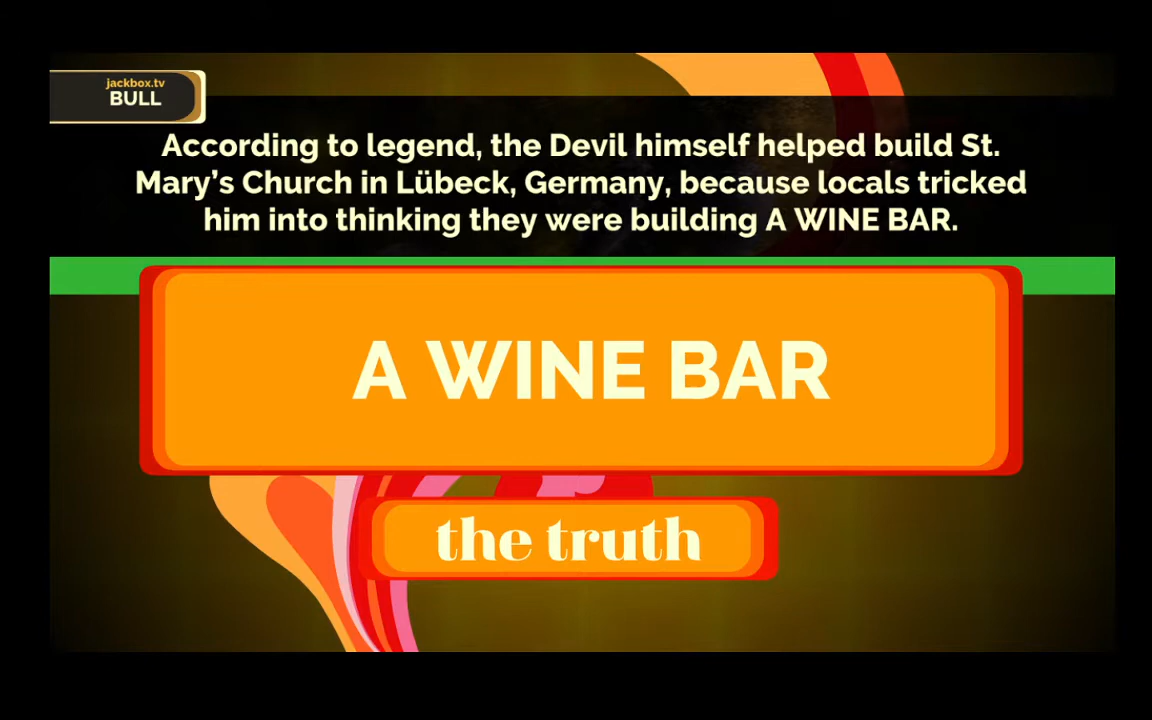 jackbox.tv
BULL
According to legend, the Devil himself helped build St.
Mary’s Church in Lübeck, Germany, because locals tricked
him into thinking they were building A WINE BAR.
A WINE BAR
the truth